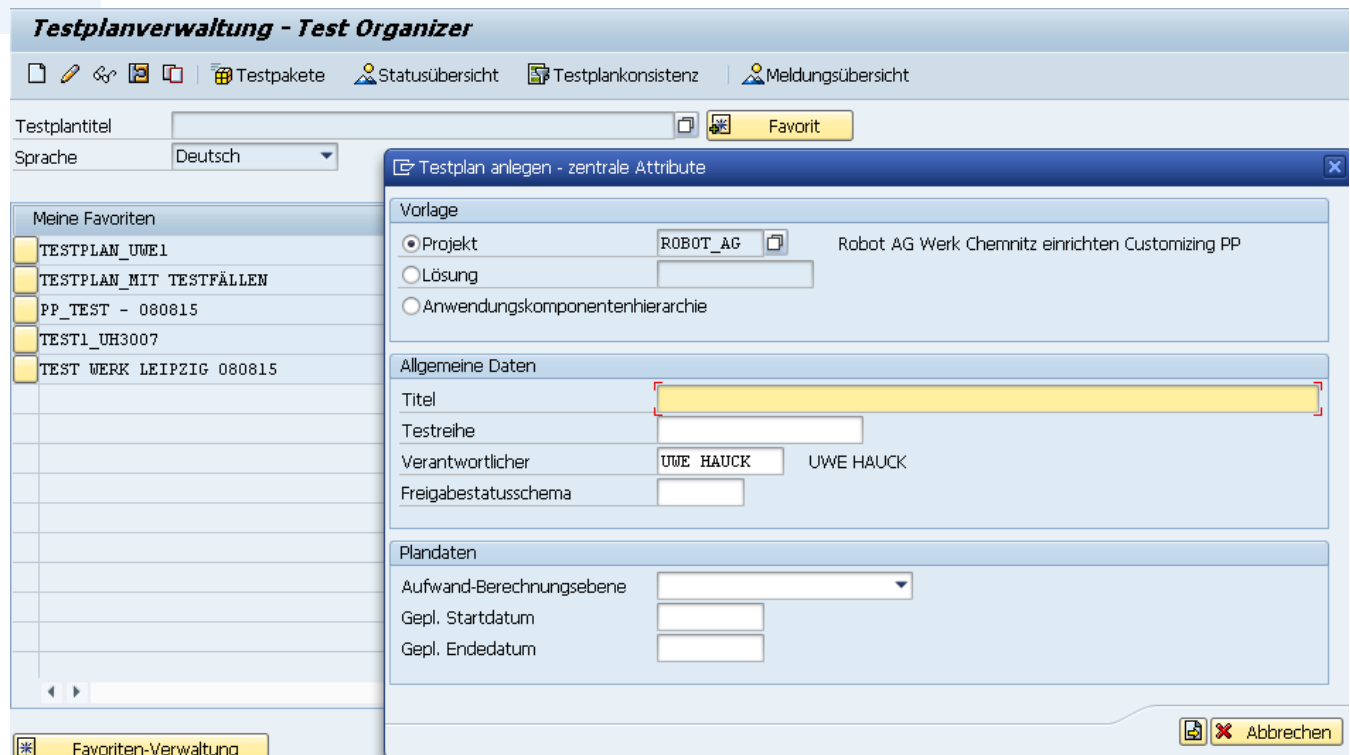 Testplanverwaltung - Test Organizer
Testpakete Statusübersicht Testplankonsistenz Meldungsübersicht
Testplantitel Favorit
Sprache Deutsch
Meine Favoriten
TESTPLAN_UWE1
TESTPLAN_MIT TESTFÄLLEN
PP_TEST - 080815
TEST1_UH3007
TEST WERK LEIPZIG 080815
Favoriten-Verwaltung
Testplan anlegen - zentrale Attribute
Vorlage
Projekt ROBOT_AG Robot AG Werk Chemnitz einrichten Customizing PP
Lösung
Anwendungskomponentenhierarchie
Allgemeine Daten
Titel
Testreihe
Verantwortlicher UWE HAUCK UWE HAUCK
Freigabestatusschema
Plandaten
Aufwand-Berechnungsebene
Gepl. Startdatum
Gepl. Endedatum
Abbrechen